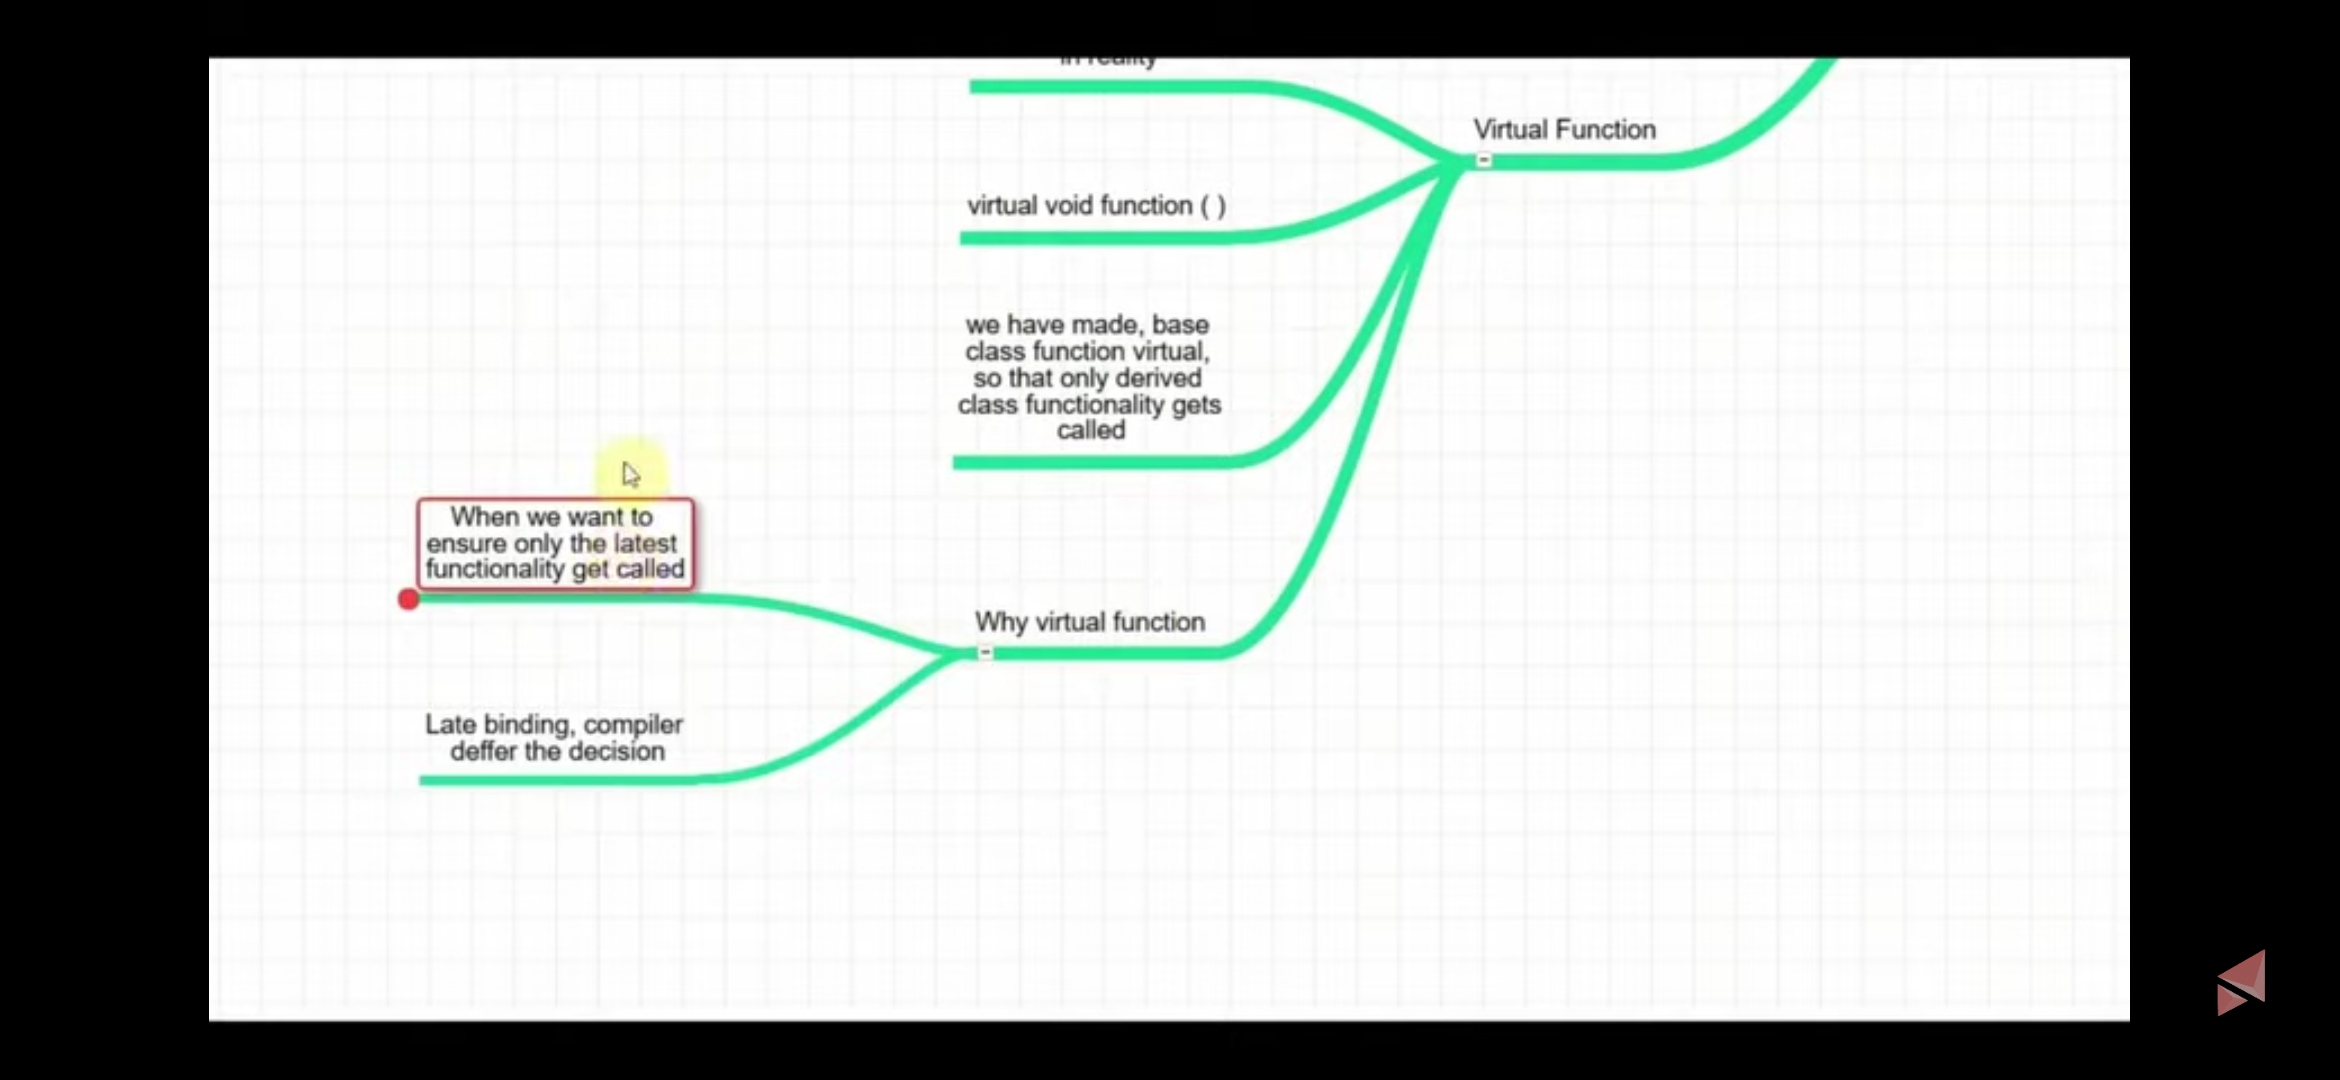 in reality
Virtual Function
virtual void function ( )
we have made, base
class function virtual,
so that only derived
class functionality gets
called
When we want to
ensure only the latest
functionality get called
Why virtual function
Late binding, compiler
deffer the decision